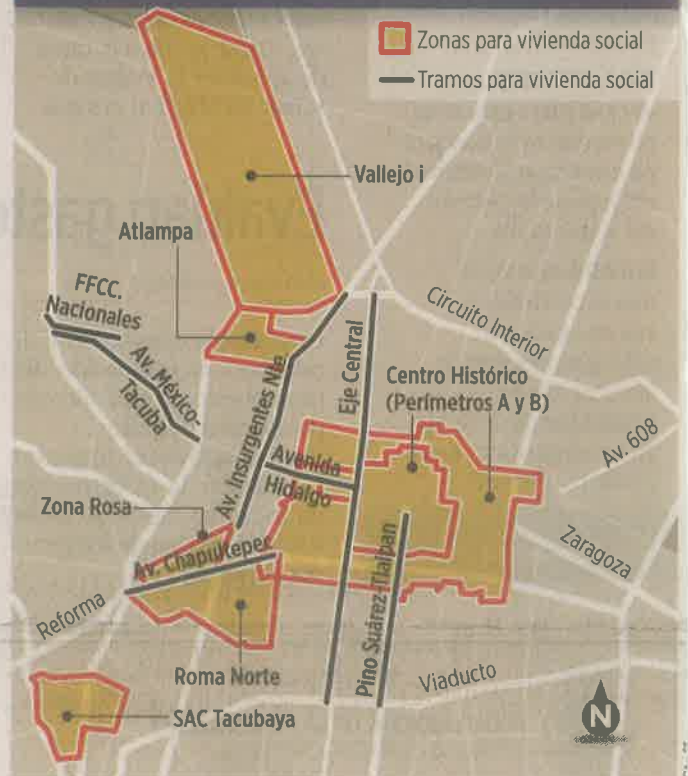 Zonas para vivienda social
Tramos para vivienda social
Vallejo i
Atlampa
FFCC.
Nacionales
Av. México-
Tacuba
Av. Insurgentes Nte.
Eje Central
Circuito Interior
Centro Histórico
(Perímetros A y B)
Av. 608
Avenida
Hidalgo
Zona Rosa
Av. Chapultepec
Zaragoza
Reforma
Pino Suárez-Tlalpan
Roma Norte
Viaducto
SAC Tacubaya
N